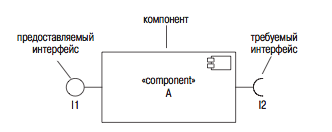 компонент
предоставляемый
интерфейс
требуемый
интерфейс
«component»
A
I1
I2